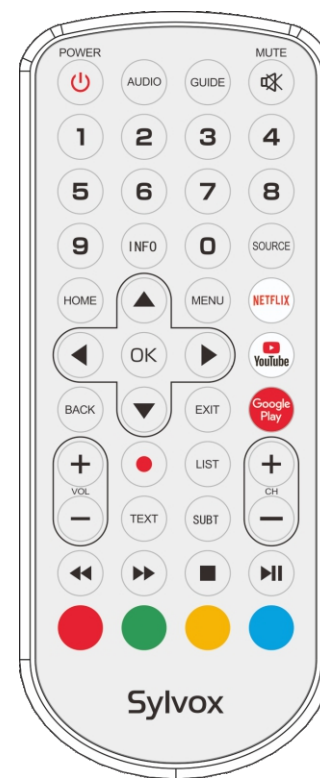 POWER MUTE
AUDIO GUIDE
1 2 3 4
5 6 7 8
9 INFO 0 SOURCE
HOME MENU NETFLIX
OK YouTube
BACK EXIT Google
Play
+ LIST +
VOL CH
- TEXT SUBT -
Sylvox